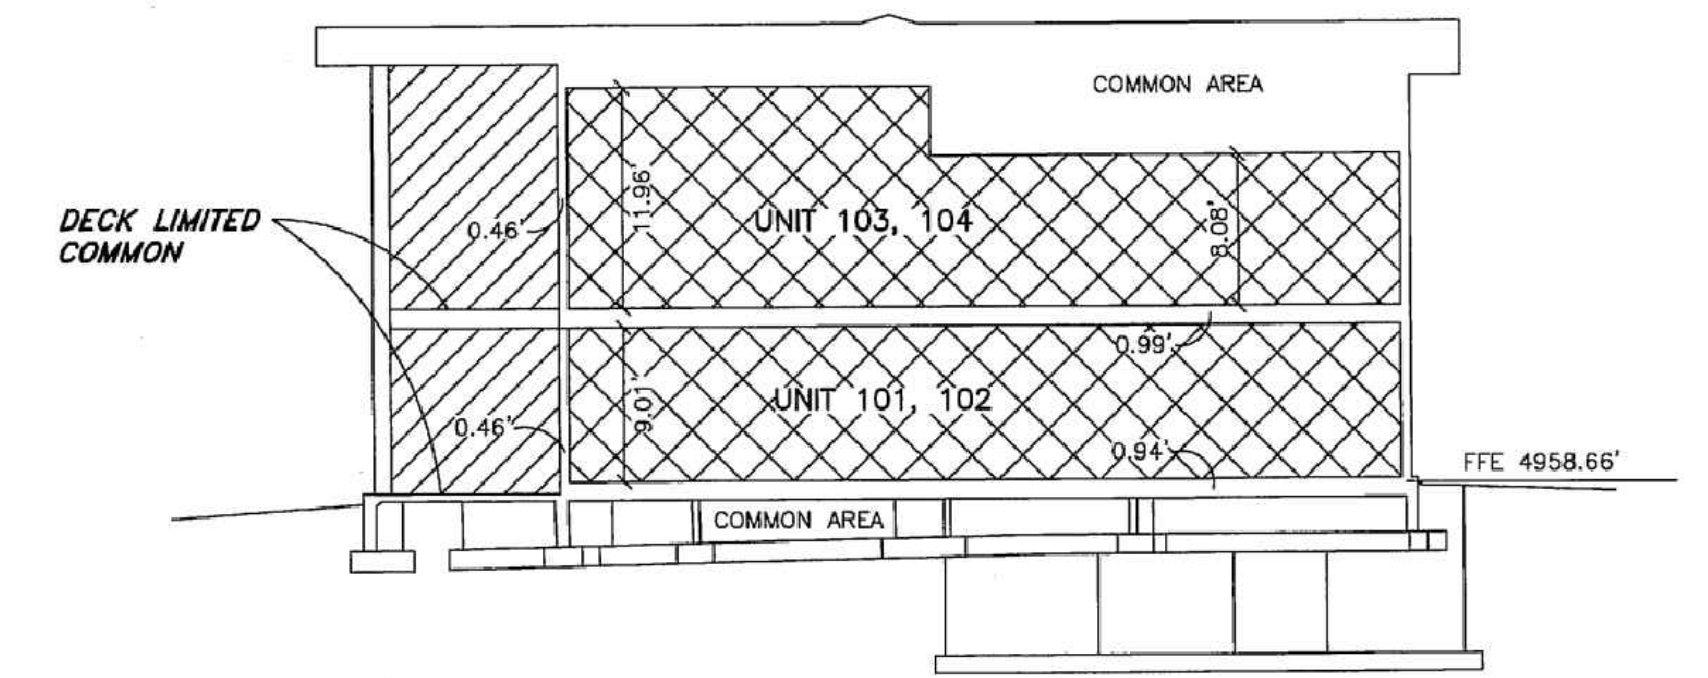 COMMON AREA
DECK LIMITED
COMMON
0.46'
11.96'
UNIT 103, 104
8.08'
0.99'
0.46'
9.01'
UNIT 101, 102
0.94'
FFE 4958.66'
COMMON AREA